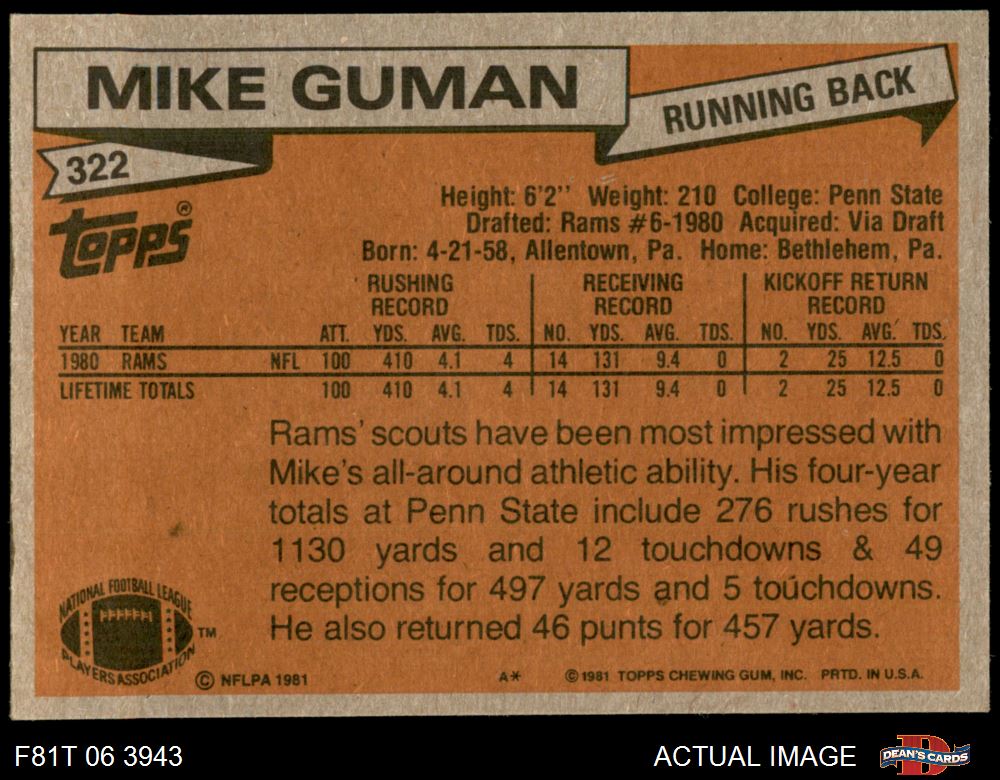 MIKE GUMAN
RUNNING BACK
322
topps®
Height: 6'2'' Weight: 210 College: Penn State
Drafted: Rams #6-1980 Acquired: Via Draft
Born: 4-21-58, Allentown, Pa. Home: Bethlehem, Pa.
RUSHING RECORD RECEIVING RECORD KICKOFF RETURN RECORD
YEAR TEAM ATT. YDS. AVG. TDS. NO. YDS. AVG. TDS. NO. YDS. AVG. TDS.
1980 RAMS NFL 100 410 4.1 4 14 131 9.4 0 2 25 12.5 0
LIFETIME TOTALS 100 410 4.1 4 14 131 9.4 0 2 25 12.5 0
Rams' scouts have been most impressed with
Mike's all-around athletic ability. His four-year
totals at Penn State include 276 rushes for
1130 yards and 12 touchdowns & 49
receptions for 497 yards and 5 touchdowns.
He also returned 46 punts for 457 yards.
NATIONAL FOOTBALL LEAGUE
PLAYERS ASSOCIATION
TM
© NFLPA 1981 A* © 1981 TOPPS CHEWING GUM, INC. PRTD. IN U.S.A.
F81T 06 3943 ACTUAL IMAGE DEAN'S CARDS